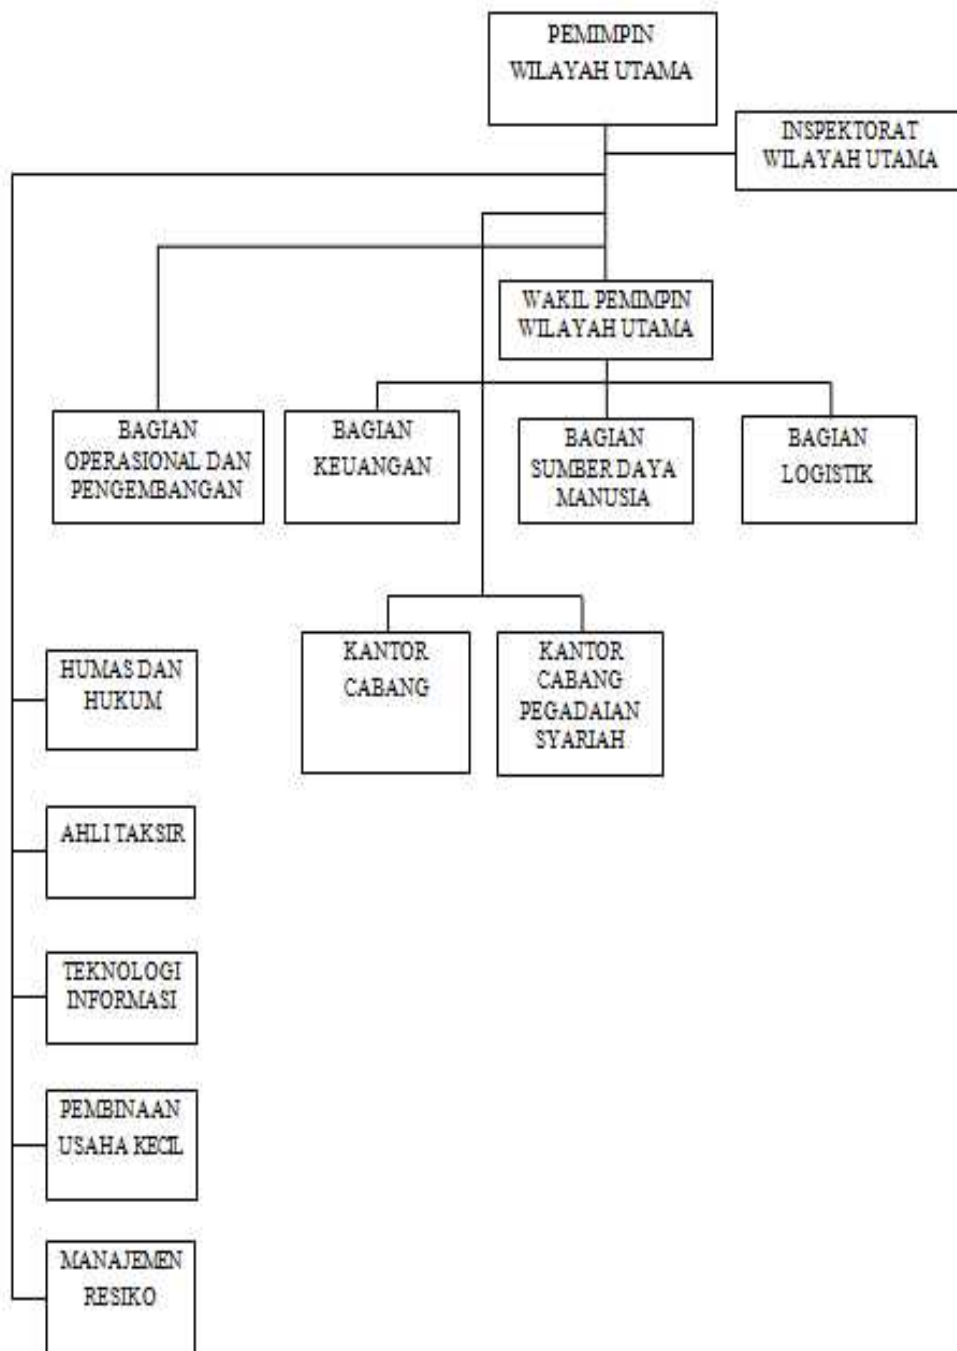 PEMIMPIN
WILAYAH UTAMA
INSPEKTORAT
WILAYAH UTAMA
WAKIL PEMIMPIN
WILAYAH UTAMA
BAGIAN
OPERASIONAL DAN
PENGEMBANGAN
BAGIAN
KEUANGAN
BAGIAN
SUMBER DAYA
MANUSIA
BAGIAN
LOGISTIK
KANTOR
CABANG
KANTOR
CABANG
PEGADAIAN
SYARIAH
HUMAS DAN
HUKUM
AHLI TAKSIR
TEKNOLOGI
INFORMASI
PEMBINAAN
USAHA KECIL
MANAJEMEN
RESIKO